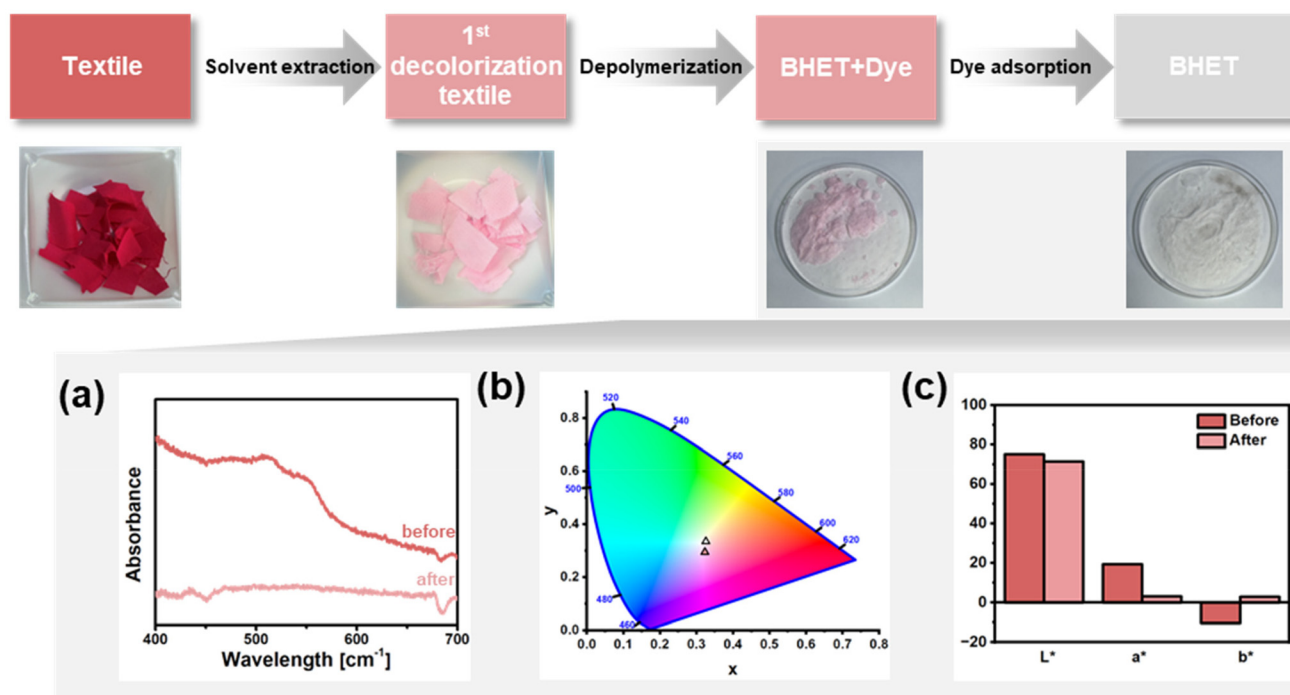 Textile
Solvent extraction
1st
decolorization
textile
Depolymerization
BHET+Dye
Dye adsorption
BHET
(a)
Absorbance
before
after
400
500
600
700
Wavelength [cm-1]
(b)
y
0.8
0.6
0.4
0.2
0.0
0.0
0.1
0.2
0.3
0.4
0.5
0.6
0.7
0.8
x
520
540
560
580
600
620
500
480
460
(c)
100
80
60
40
20
0
−20
Before
After
L*
a*
b*